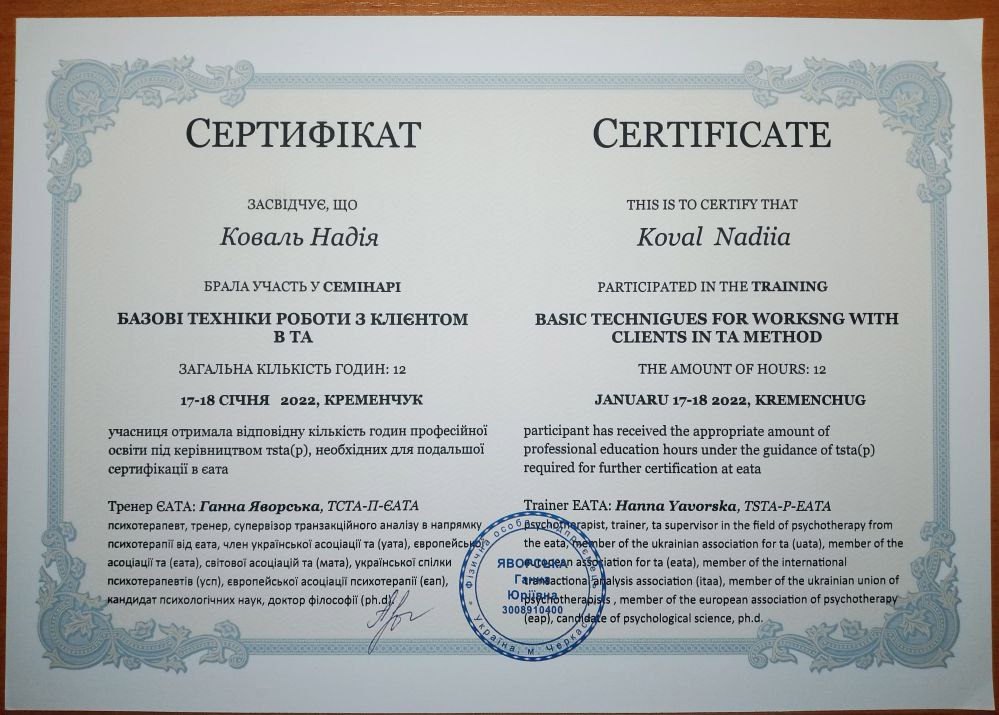 СЕРТИФІКАТ
ЗАСВІДЧУЄ, ЩО
Коваль Надія
БРАЛА УЧАСТЬ У СЕМІНАРІ
БАЗОВІ ТЕХНІКИ РОБОТИ З КЛІЄНТОМ
В ТА
ЗАГАЛЬНА КІЛЬКІСТЬ ГОДИН: 12
17-18 СІЧНЯ 2022, КРЕМЕНЧУК
учасниця отримала відповідну кількість годин професійної
освіти під керівництвом tsta(p), необхідних для подальшої
сертифікації в єата
Тренер ЄАТА: Ганна Яворська, ТСТА-П-ЄАТА
психотерапевт, тренер, супервізор транзакційного аналізу в напрямку
психотерапії від єата, член української асоціації та (уата), європейської
асоціації та (єата), світової асоціацій та (мата), української спілки
психотерапевтів (усп), європейської асоціації психотерапії (єап),
кандидат психологічних наук, доктор філософії (ph.d).
CERTIFICATE
THIS IS TO CERTIFY THAT
Koval Nadiia
PARTICIPATED IN THE TRAINING
BASIC TECHNIGUES FOR WORKSNG WITH
CLIENTS IN TA METHOD
THE AMOUNT OF HOURS: 12
JANUARU 17-18 2022, KREMENCHUG
participant has received the appropriate amount of
professional education hours under the guidance of tsta(p)
required for further certification at eata
Trainer EATA: Hanna Yavorska, TSTA-P-EATA
psychotherapist, trainer, ta supervisor in the field of psychotherapy from
the eata, member of the ukrainian association for ta (uata), member of the
european association for ta (eata), member of the international
transactional analysis association (itaa), member of the ukrainian union of
psychotherapists , member of the european association of psychotherapy
(eap), candidate of psychological science, ph.d.
Фізична особа-підприємець
ЯВОРСЬКА
Ганна
Юріївна
3008910400
Україна, м. Черкаси